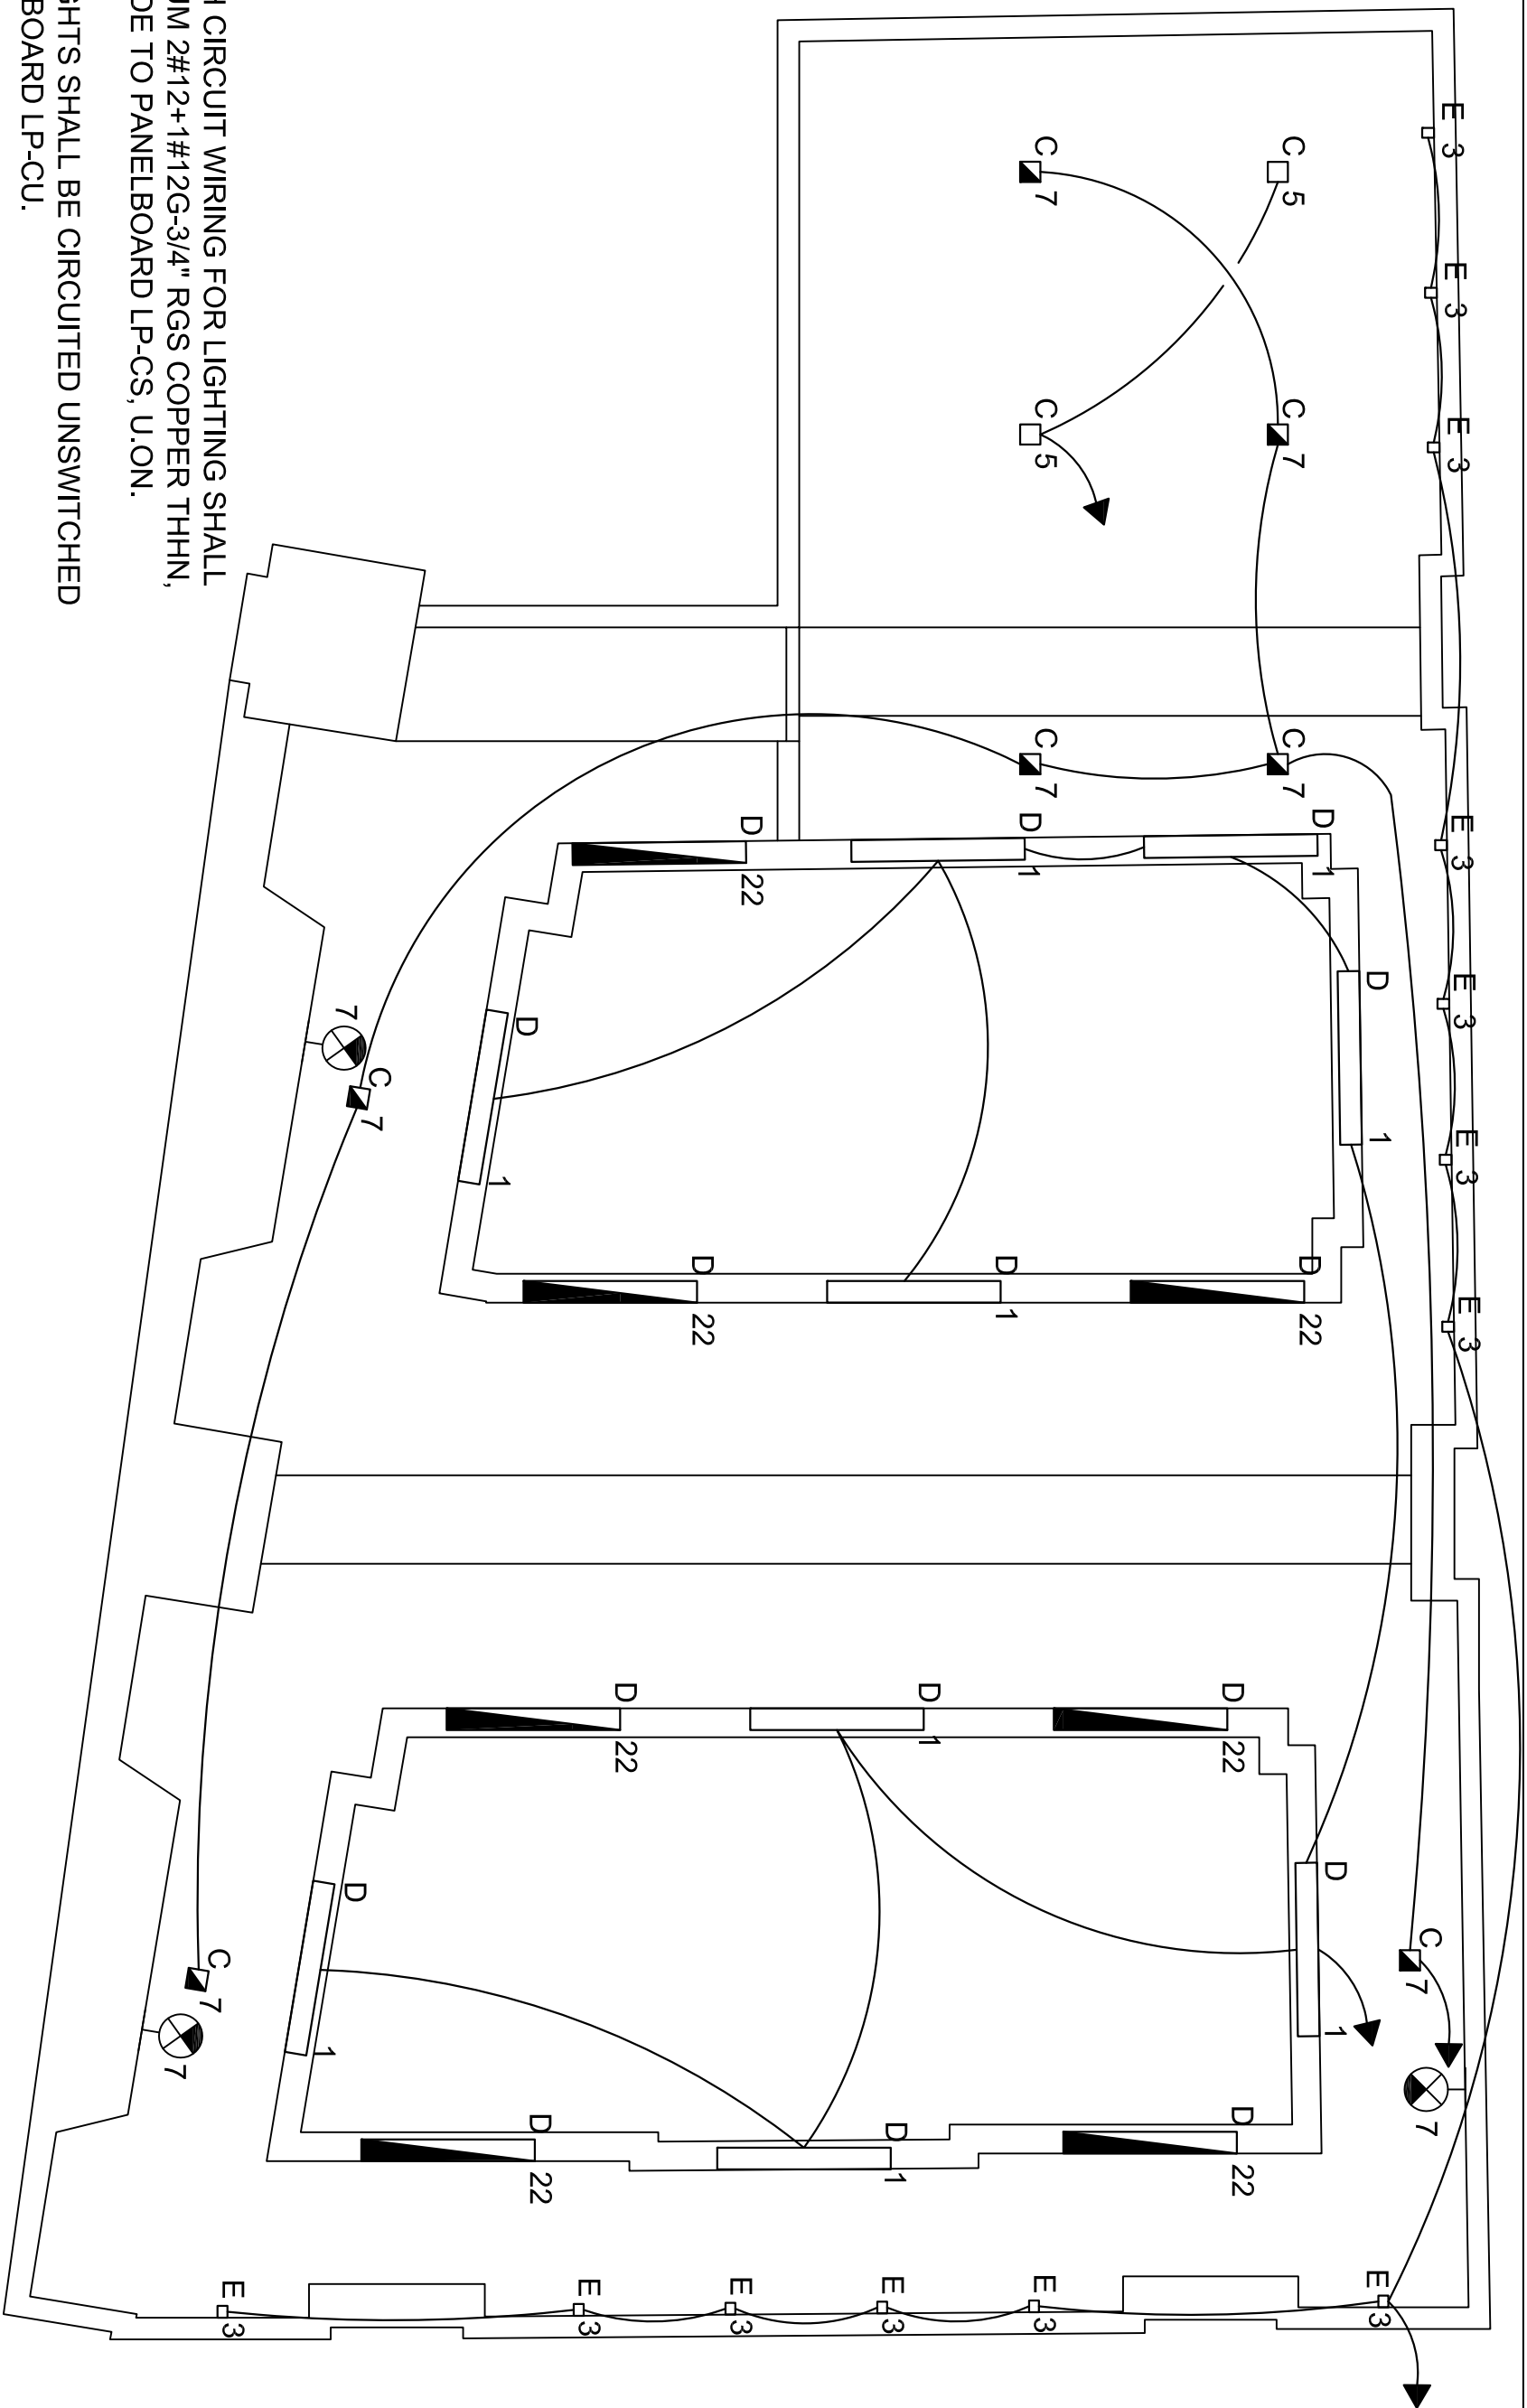 E 3
E 3
E 3
E 3
E 3
E 3
E 3
C 7
7
E 3
D 1
D 1
D 1
D 22
C 5
C 7
C 7
D 22
D 22
C 7
C 5
C 7
E 3
D 1
D 1
D 1
D 1
E 3
D 22
E 3
D 22
D 22
E 3
D 22
D 1
C 7
D 1
7
E 3
C 7
7
CIRCUIT WIRING FOR LIGHTING SHALL
UM 2#12+1#12G-3/4" RGS COPPER THHN,
DE TO PANELBOARD LP-CS, U.ON.
GHTS SHALL BE CIRCUITED UNSWITCHED
BOARD LP-CU.